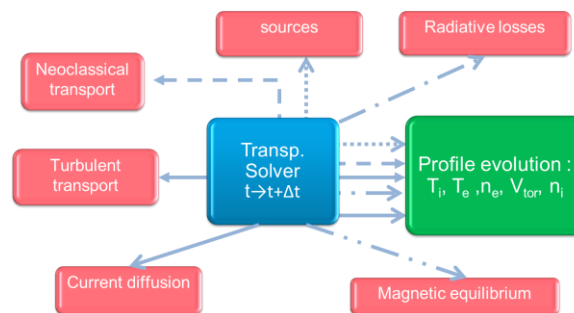 sources
Radiative losses
Neoclassical
transport
Transp.
Solver
t→t+Δt
Profile evolution :
Ti, Te ,ne, Vtor, ni
Turbulent
transport
Current diffusion
Magnetic equilibrium